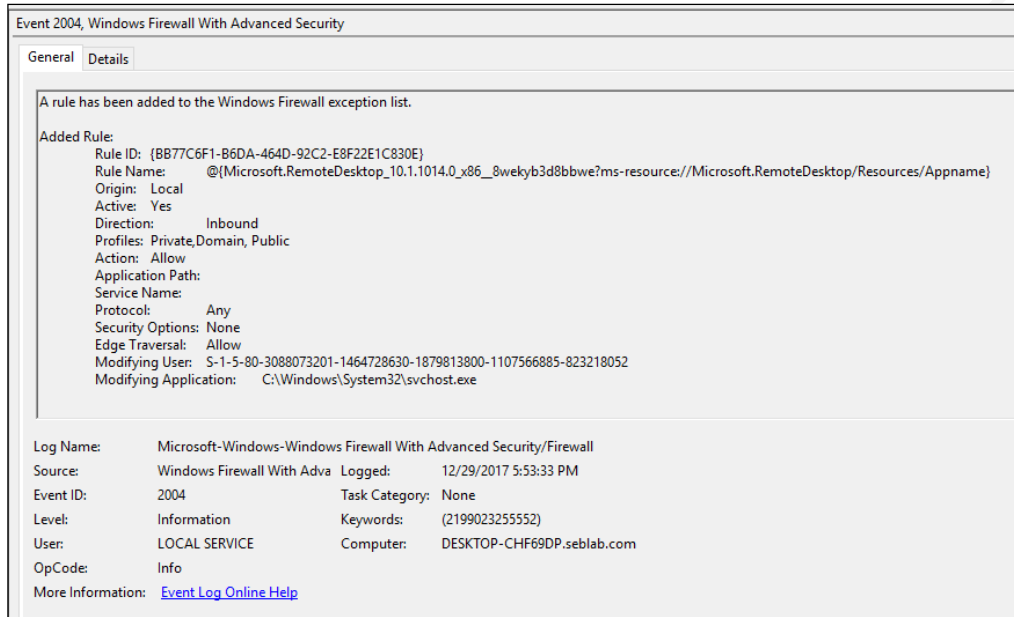 Event 2004, Windows Firewall With Advanced Security
General Details
A rule has been added to the Windows Firewall exception list.
Added Rule:
Rule ID: {BB77C6F1-B6DA-464D-92C2-E8F22E1C830E}
Rule Name: @{Microsoft.RemoteDesktop_10.1.1014.0_x86__8wekyb3d8bbwe?ms-resource://Microsoft.RemoteDesktop/Resources/Appname}
Origin: Local
Active: Yes
Direction: Inbound
Profiles: Private,Domain, Public
Action: Allow
Application Path:
Service Name:
Protocol: Any
Security Options: None
Edge Traversal: Allow
Modifying User: S-1-5-80-3088073201-1464728630-1879813800-1107566885-823218052
Modifying Application: C:\Windows\System32\svchost.exe
Log Name: Microsoft-Windows-Windows Firewall With Advanced Security/Firewall
Source: Windows Firewall With Adva Logged: 12/29/2017 5:53:33 PM
Event ID: 2004 Task Category: None
Level: Information Keywords: (2199023255552)
User: LOCAL SERVICE Computer: DESKTOP-CHF69DP.seblab.com
OpCode: Info
More Information: Event Log Online Help